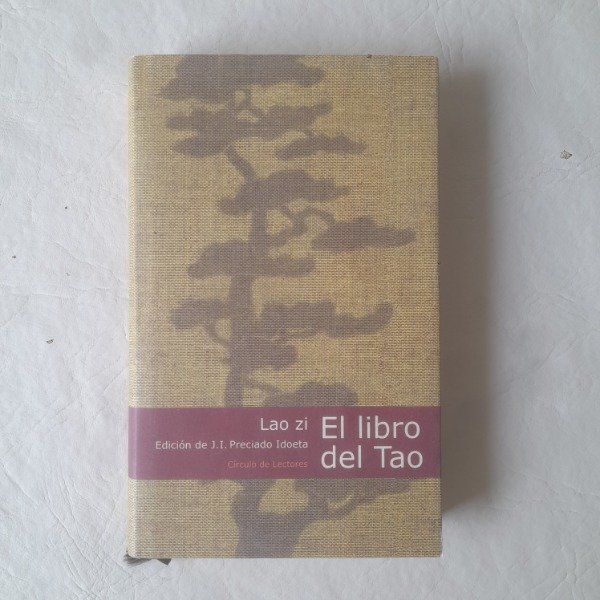 Lao zi
Edición de J.I. Preciado Idoeta
Círculo de Lectores
El libro
del Tao